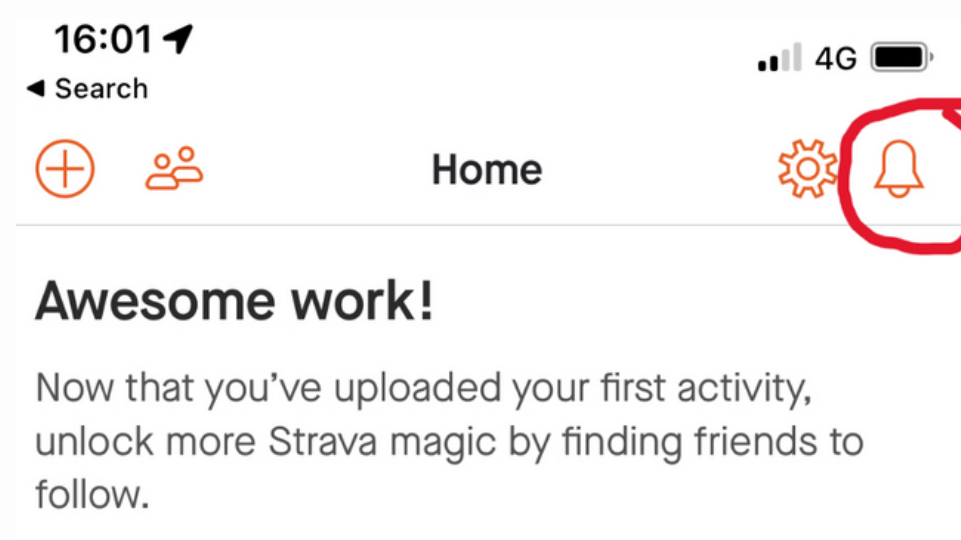 16:01
4G
Search
Home
Awesome work!
Now that you’ve uploaded your first activity,
unlock more Strava magic by finding friends to
follow.